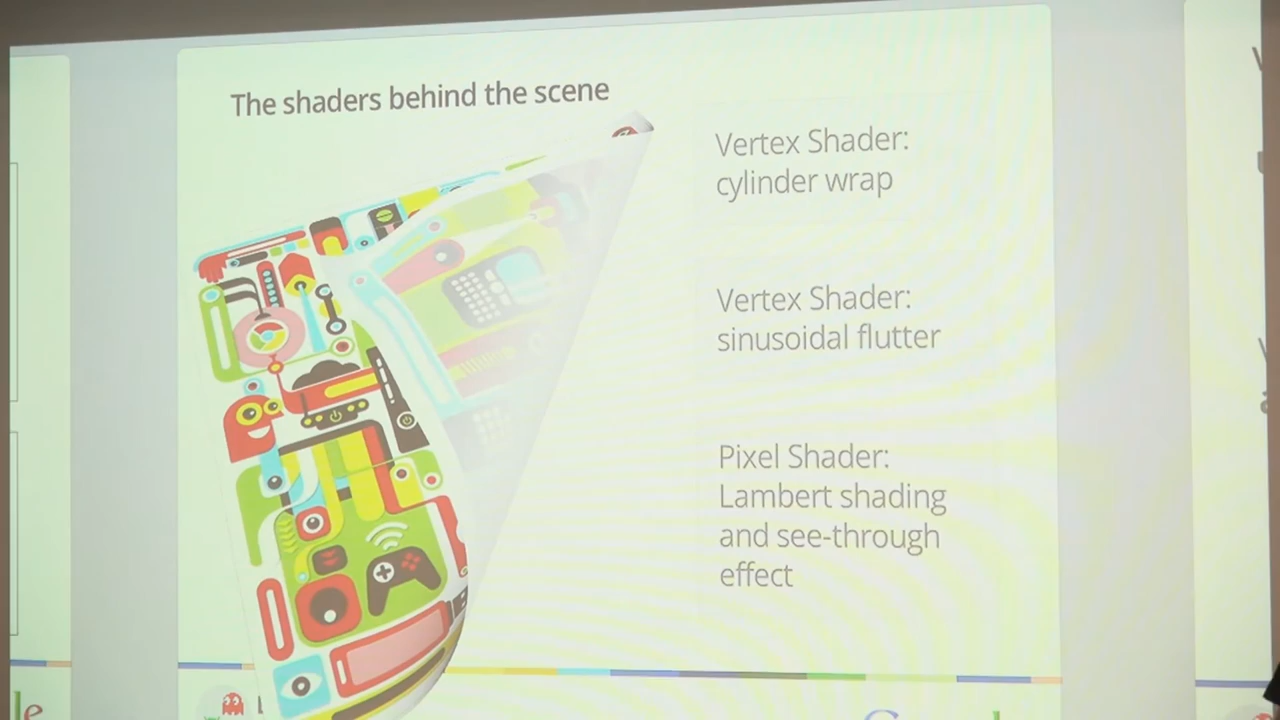 The shaders behind the scene
Vertex Shader:
cylinder wrap
Vertex Shader:
sinusoidal flutter
Pixel Shader:
Lambert shading
and see-through
effect
le